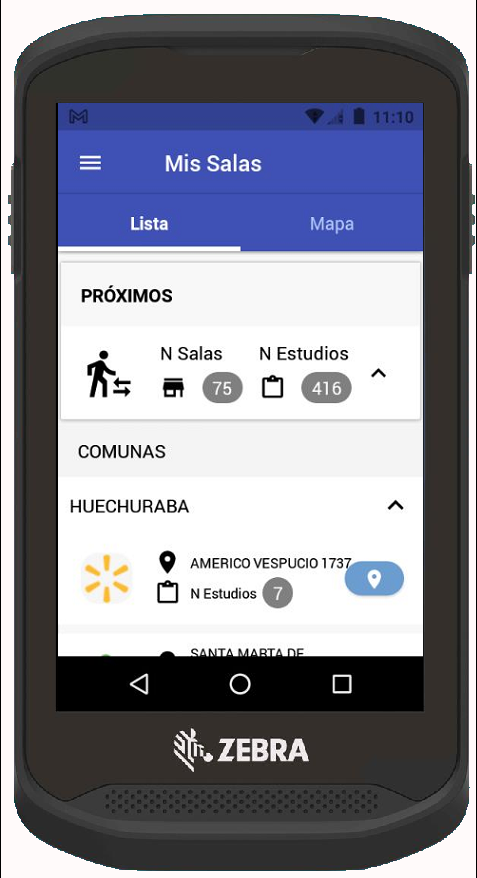 11:10
Mis Salas
Lista Mapa
PRÓXIMOS
N Salas N Estudios
75 416
COMUNAS
HUECHURABA
AMERICO VESPUCIO 1737
N Estudios 7
SANTA MARTA DE
ZEBRA